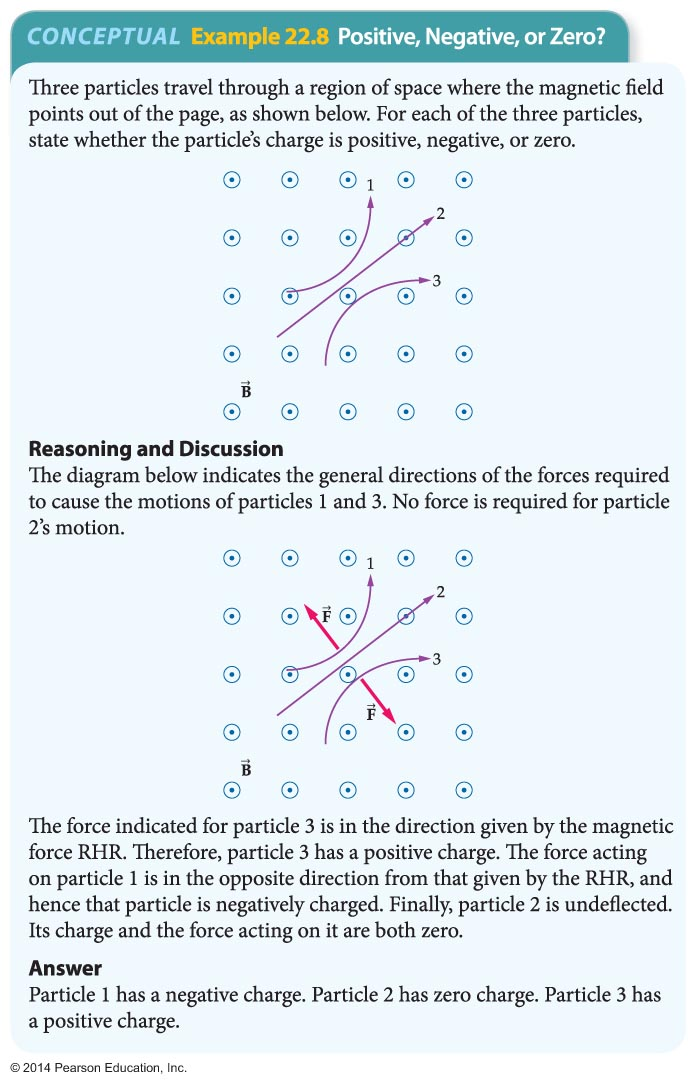 CONCEPTUAL Example 22.8 Positive, Negative, or Zero?
Three particles travel through a region of space where the magnetic field
points out of the page, as shown below. For each of the three particles,
state whether the particle’s charge is positive, negative, or zero.
1
2
3
B⃗
Reasoning and Discussion
The diagram below indicates the general directions of the forces required
to cause the motions of particles 1 and 3. No force is required for particle
2’s motion.
1
2
F⃗
3
F⃗
B⃗
The force indicated for particle 3 is in the direction given by the magnetic
force RHR. Therefore, particle 3 has a positive charge. The force acting
on particle 1 is in the opposite direction from that given by the RHR, and
hence that particle is negatively charged. Finally, particle 2 is undeflected.
Its charge and the force acting on it are both zero.
Answer
Particle 1 has a negative charge. Particle 2 has zero charge. Particle 3 has
a positive charge.
© 2014 Pearson Education, Inc.